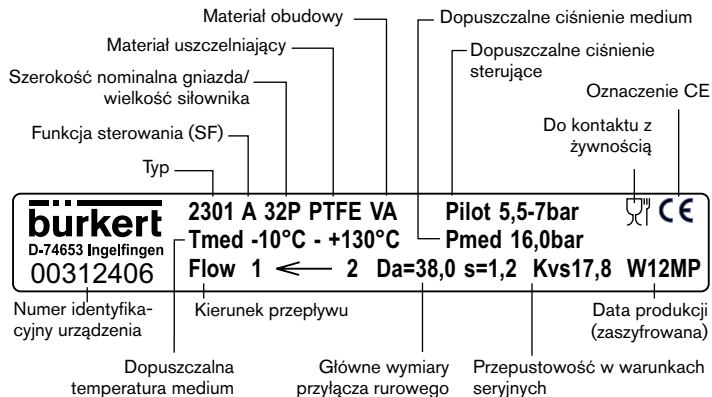 Materiał obudowy
Dopuszczalne ciśnienie medium
Materiał uszczelniający
Dopuszczalne ciśnienie
sterujące
Szerokość nominalna gniazda/
wielkość siłownika
Oznaczenie CE
Funkcja sterowania (SF)
Do kontaktu z
żywnością
Typ
bürkert
D-74653 Ingelfingen
00312406
2301 A 32P PTFE VA Pilot 5,5-7bar CE
Tmed -10°C - +130°C Pmed 16,0bar
Flow 1 ← 2 Da=38,0 s=1,2 Kvs17,8 W12MP
Numer identyfika-
cyjny urządzenia
Kierunek przepływu
Data produkcji
(zaszyfrowana)
Dopuszczalna
temperatura medium
Główne wymiary
przyłącza rurowego
Przepustowość w warunkach
seryjnych